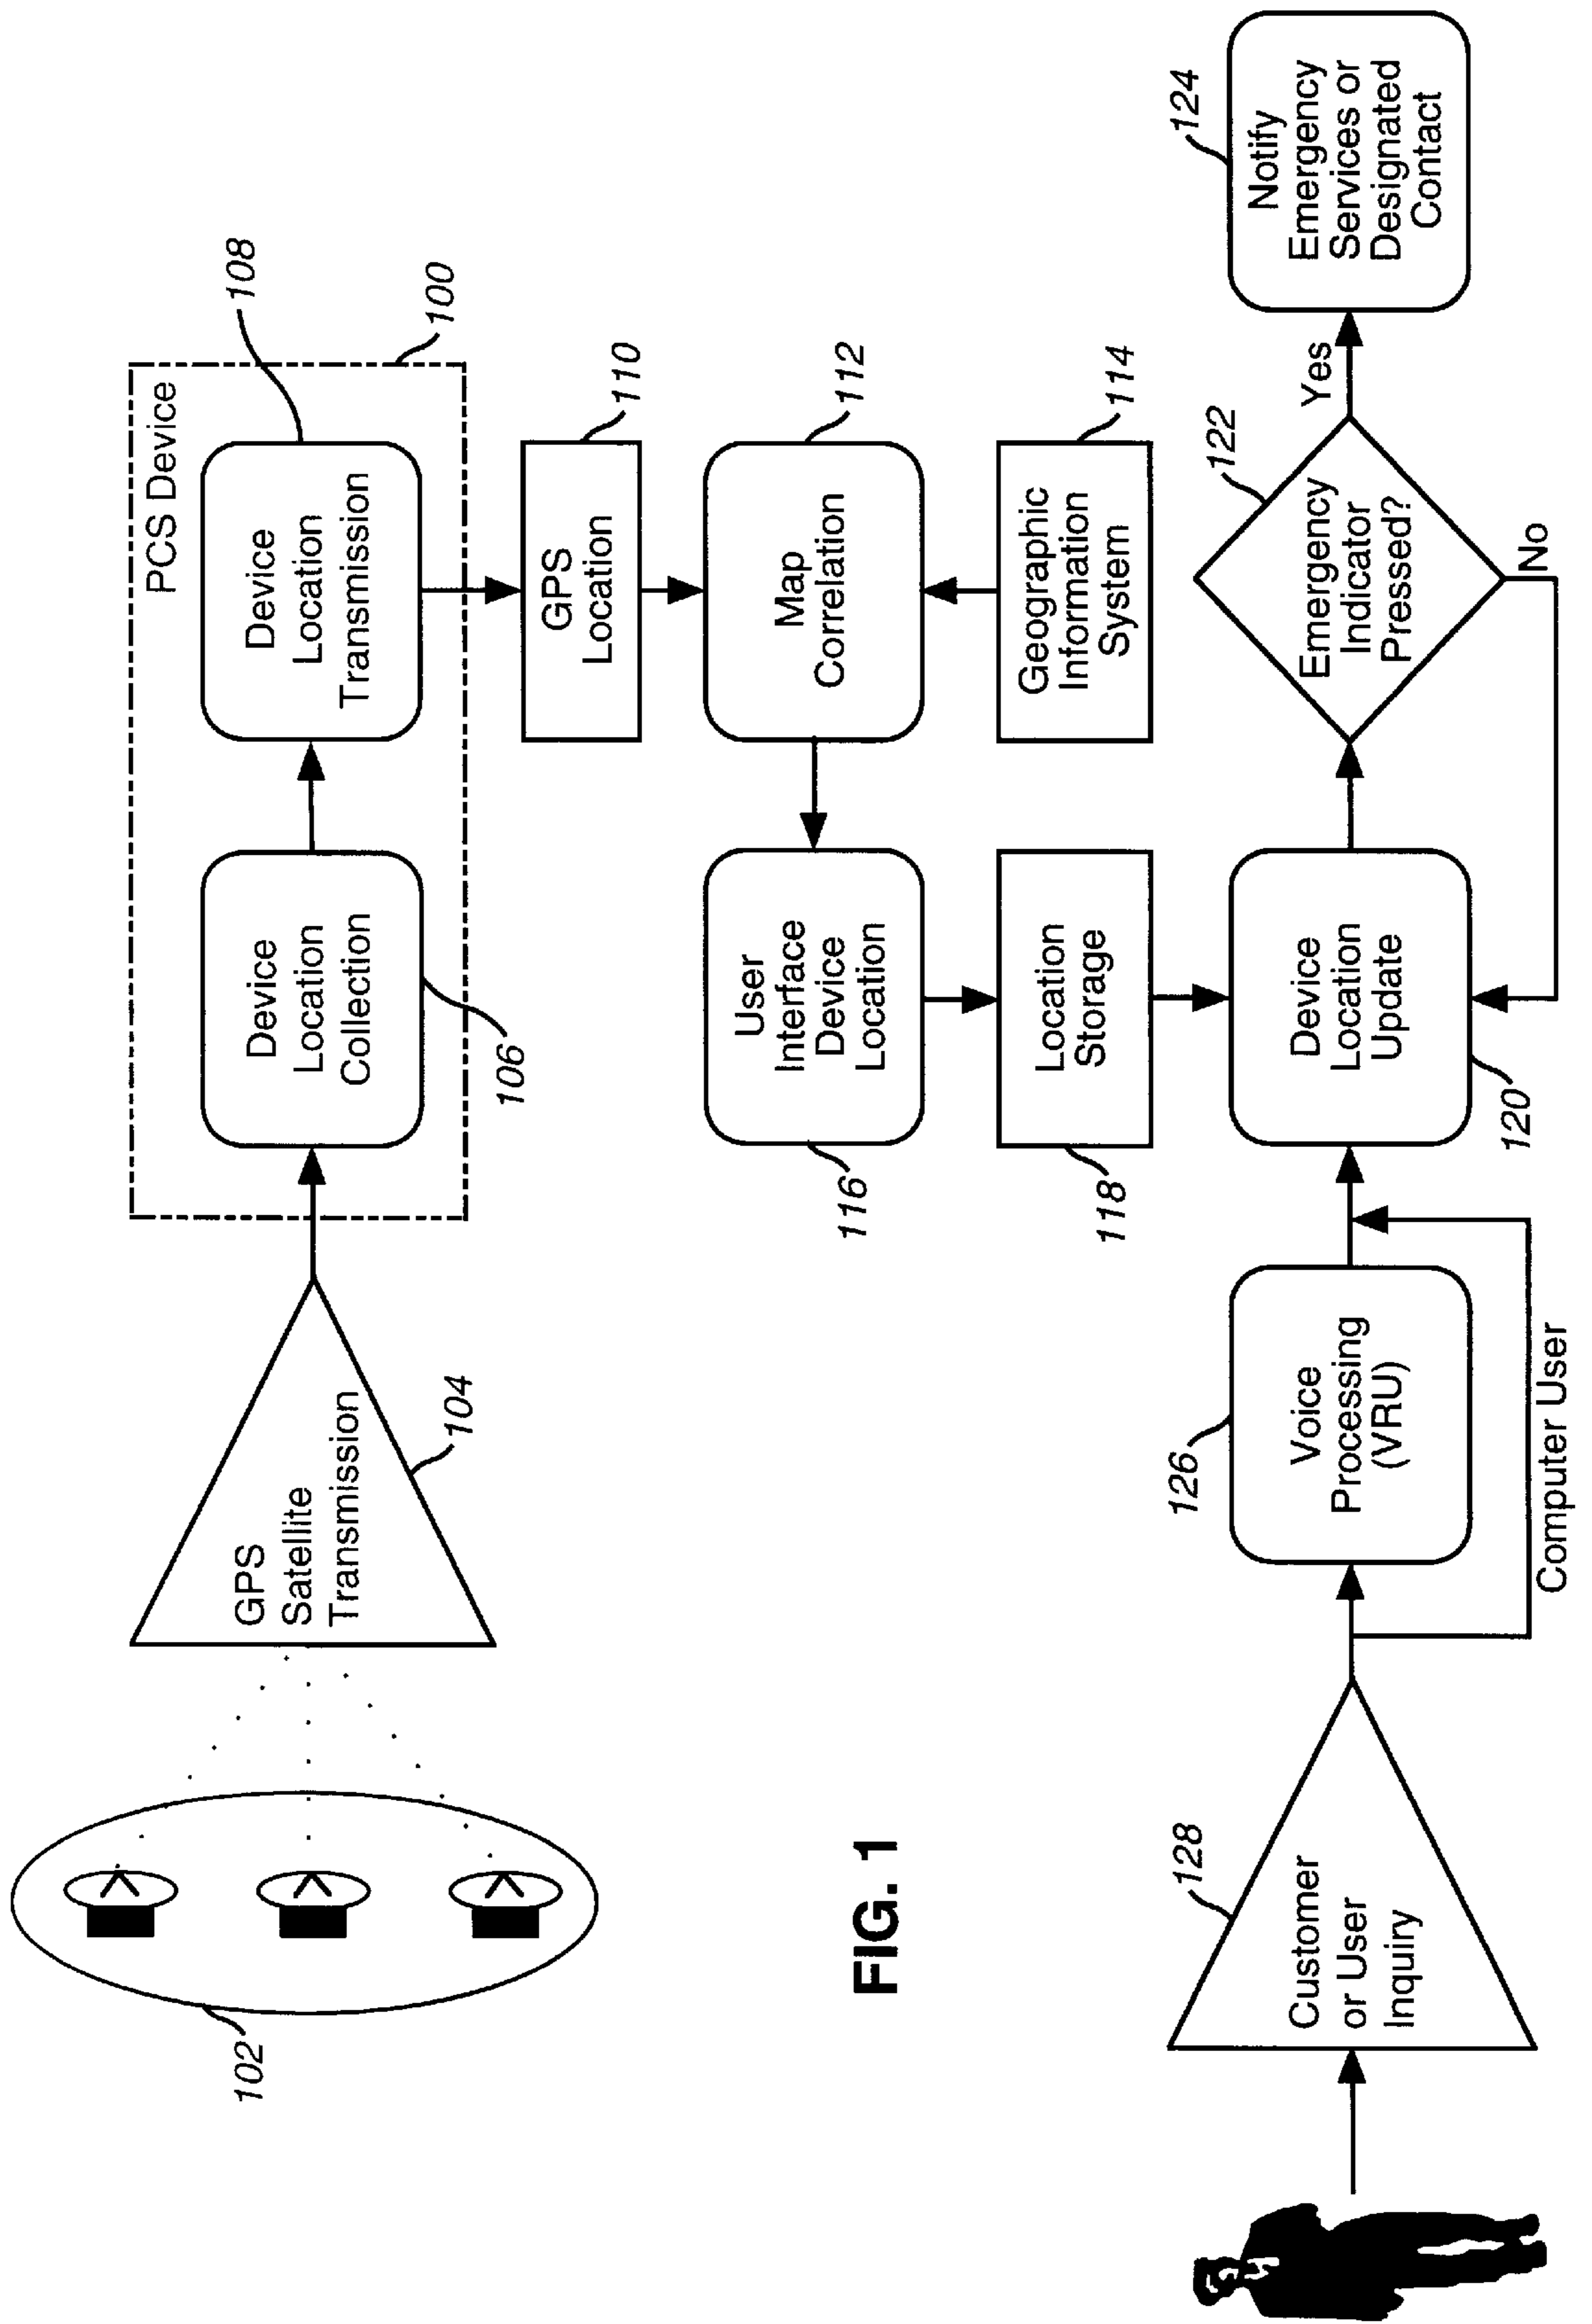 102
GPS
Satellite
Transmission
104
PCS Device
Device
Location
Collection
106
Device
Location
Transmission
108
100
GPS
Location
110
Map
Correlation
112
Geographic
Information
System
114
User
Interface
Device
Location
116
Location
Storage
118
FIG. 1
Customer
or User
Inquiry
128
Voice
Processing
(VRU)
126
Computer User
Device
Location
Update
120
Emergency
Indicator
Pressed?
122
Yes
No
Notify
Emergency
Services or
Designated
Contact
124